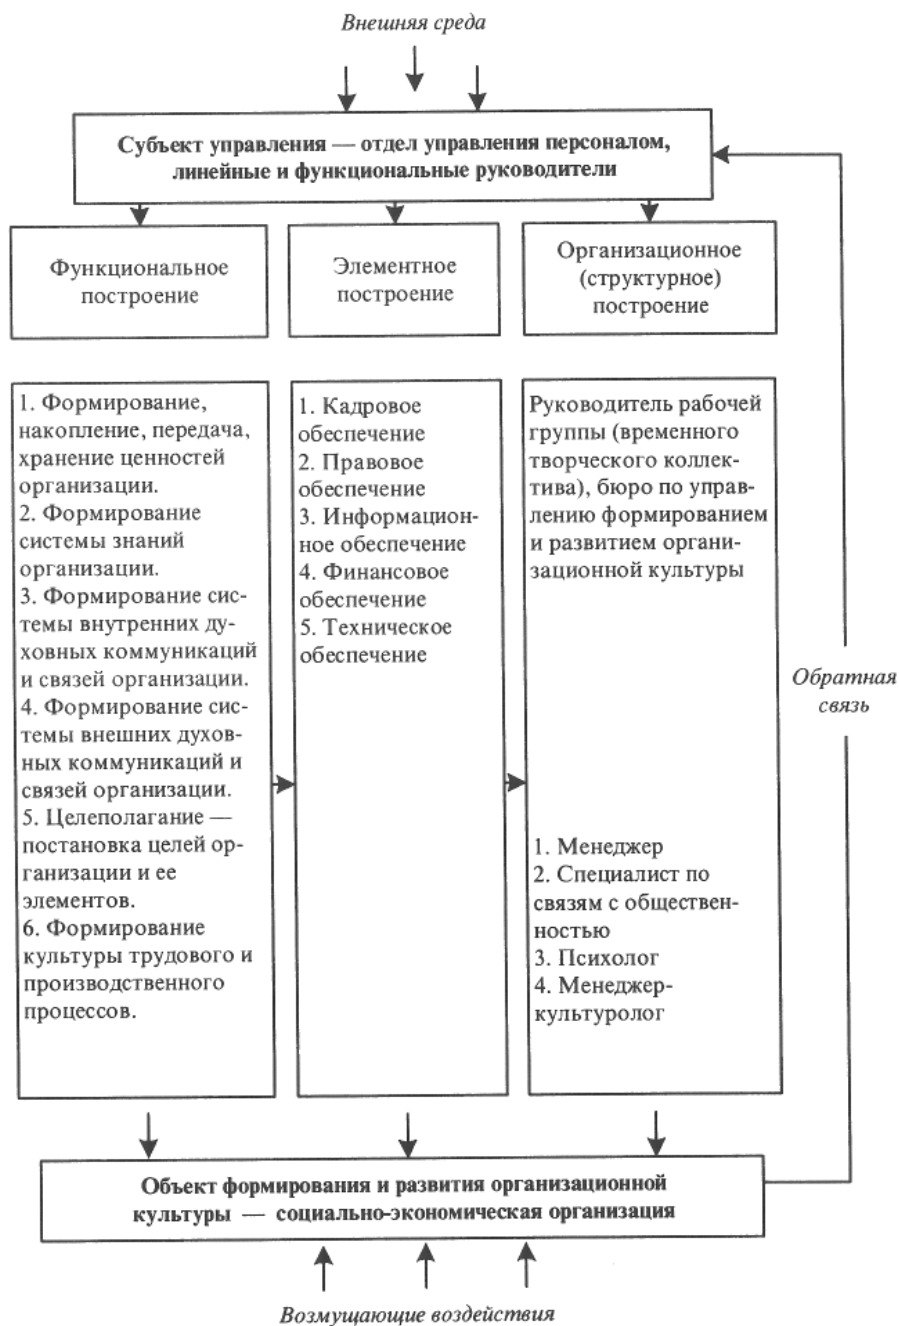 Внешняя среда
Субъект управления — отдел управления персоналом,
линейные и функциональные руководители
Функциональное
построение
Элементное
построение
Организационное
(структурное)
построение
1. Формирование,
накопление, передача,
хранение ценностей
организации.
2. Формирование
системы знаний
организации.
3. Формирование сис-
темы внутренних ду-
ховных коммуникаций
и связей организации.
4. Формирование сис-
темы внешних духов-
ных коммуникаций и
связей организации.
5. Целеполагание —
постановка целей ор-
ганизации и ее
элементов.
6. Формирование
культуры трудового и
производственного
процессов.
1. Кадровое
обеспечение
2. Правовое
обеспечение
3. Информацион-
ное обеспечение
4. Финансовое
обеспечение
5. Техническое
обеспечение
Руководитель рабочей
группы (временного
творческого коллек-
тива), бюро по управ-
лению формированием
и развитием органи-
зационной культуры
1. Менеджер
2. Специалист по
связям с обществен-
ностью
3. Психолог
4. Менеджер-
культуролог
Обратная
связь
Объект формирования и развития организационной
культуры — социально-экономическая организация
Возмущающие воздействия